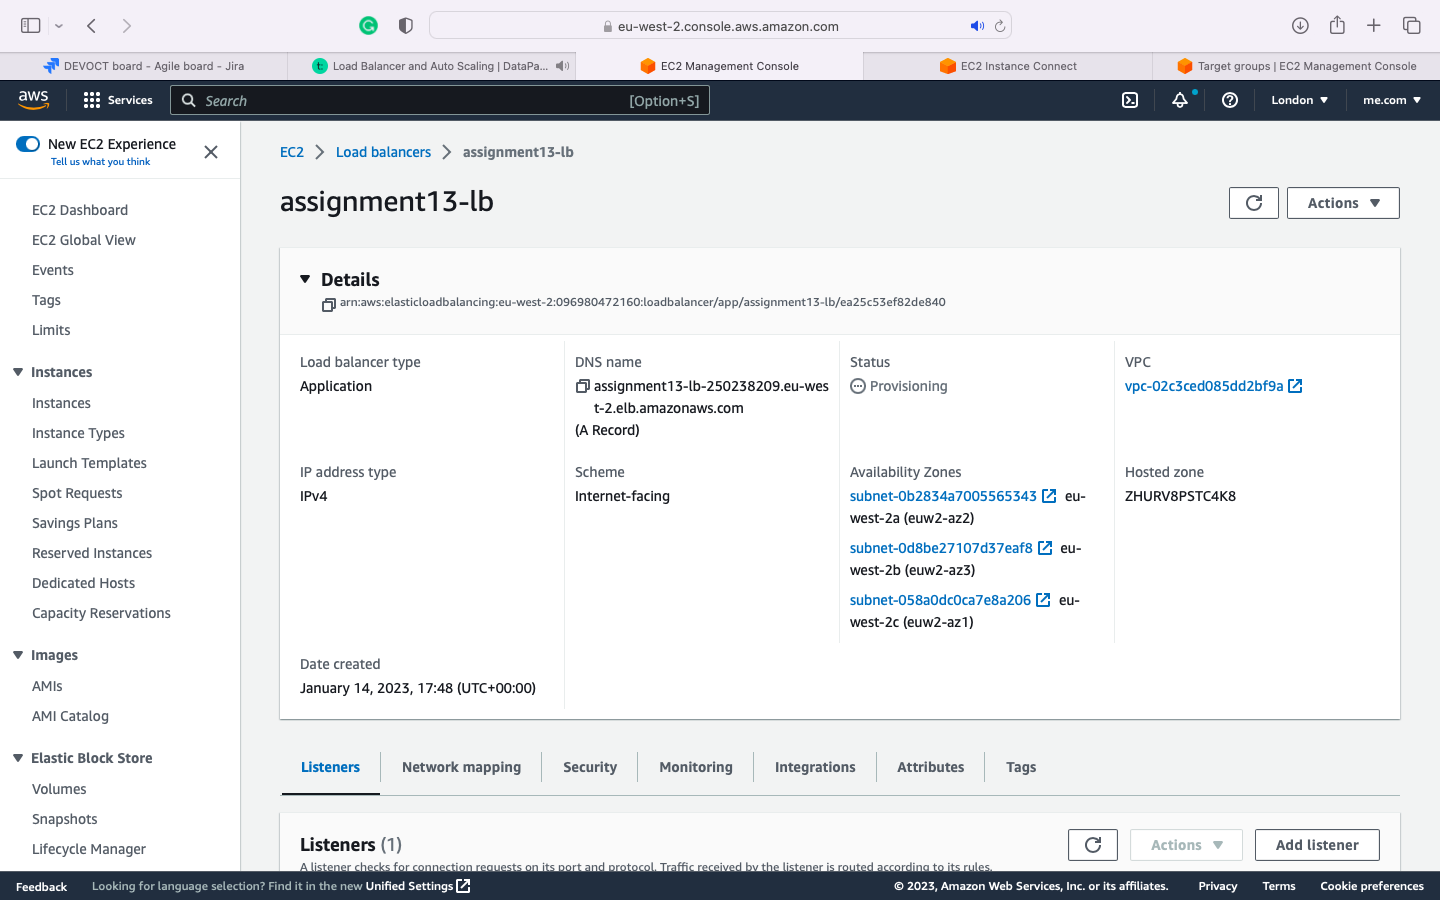 eu-west-2.console.aws.amazon.com
DEVOCT board - Agile board - Jira
Load Balancer and Auto Scaling | DataPa...
EC2 Management Console
EC2 Instance Connect
Target groups | EC2 Management Console
aws
Services
Search
[Option+S]
London
me.com
New EC2 Experience
Tell us what you think
EC2 Dashboard
EC2 Global View
Events
Tags
Limits
Instances
Instances
Instance Types
Launch Templates
Spot Requests
Savings Plans
Reserved Instances
Dedicated Hosts
Capacity Reservations
Images
AMIs
AMI Catalog
Elastic Block Store
Volumes
Snapshots
Lifecycle Manager
EC2 > Load balancers > assignment13-lb
assignment13-lb
Actions
Details
arn:aws:elasticloadbalancing:eu-west-2:096980472160:loadbalancer/app/assignment13-lb/ea25c53ef82de840
Load balancer type
Application
DNS name
assignment13-lb-250238209.eu-wes
t-2.elb.amazonaws.com
(A Record)
Status
Provisioning
VPC
vpc-02c3ced085dd2bf9a
IP address type
IPv4
Scheme
Internet-facing
Availability Zones
subnet-0b2834a7005565343 eu-
west-2a (euw2-az2)
subnet-0d8be27107d37eaf8 eu-
west-2b (euw2-az3)
subnet-058a0dc0ca7e8a206 eu-
west-2c (euw2-az1)
Hosted zone
ZHURV8PSTC4K8
Date created
January 14, 2023, 17:48 (UTC+00:00)
Listeners
Network mapping
Security
Monitoring
Integrations
Attributes
Tags
Listeners (1)
Actions
Add listener
A listener checks for connection requests on its port and protocol. Traffic received by the listener is routed according to its rules.
Feedback
Looking for language selection? Find it in the new Unified Settings
© 2023, Amazon Web Services, Inc. or its affiliates.
Privacy
Terms
Cookie preferences